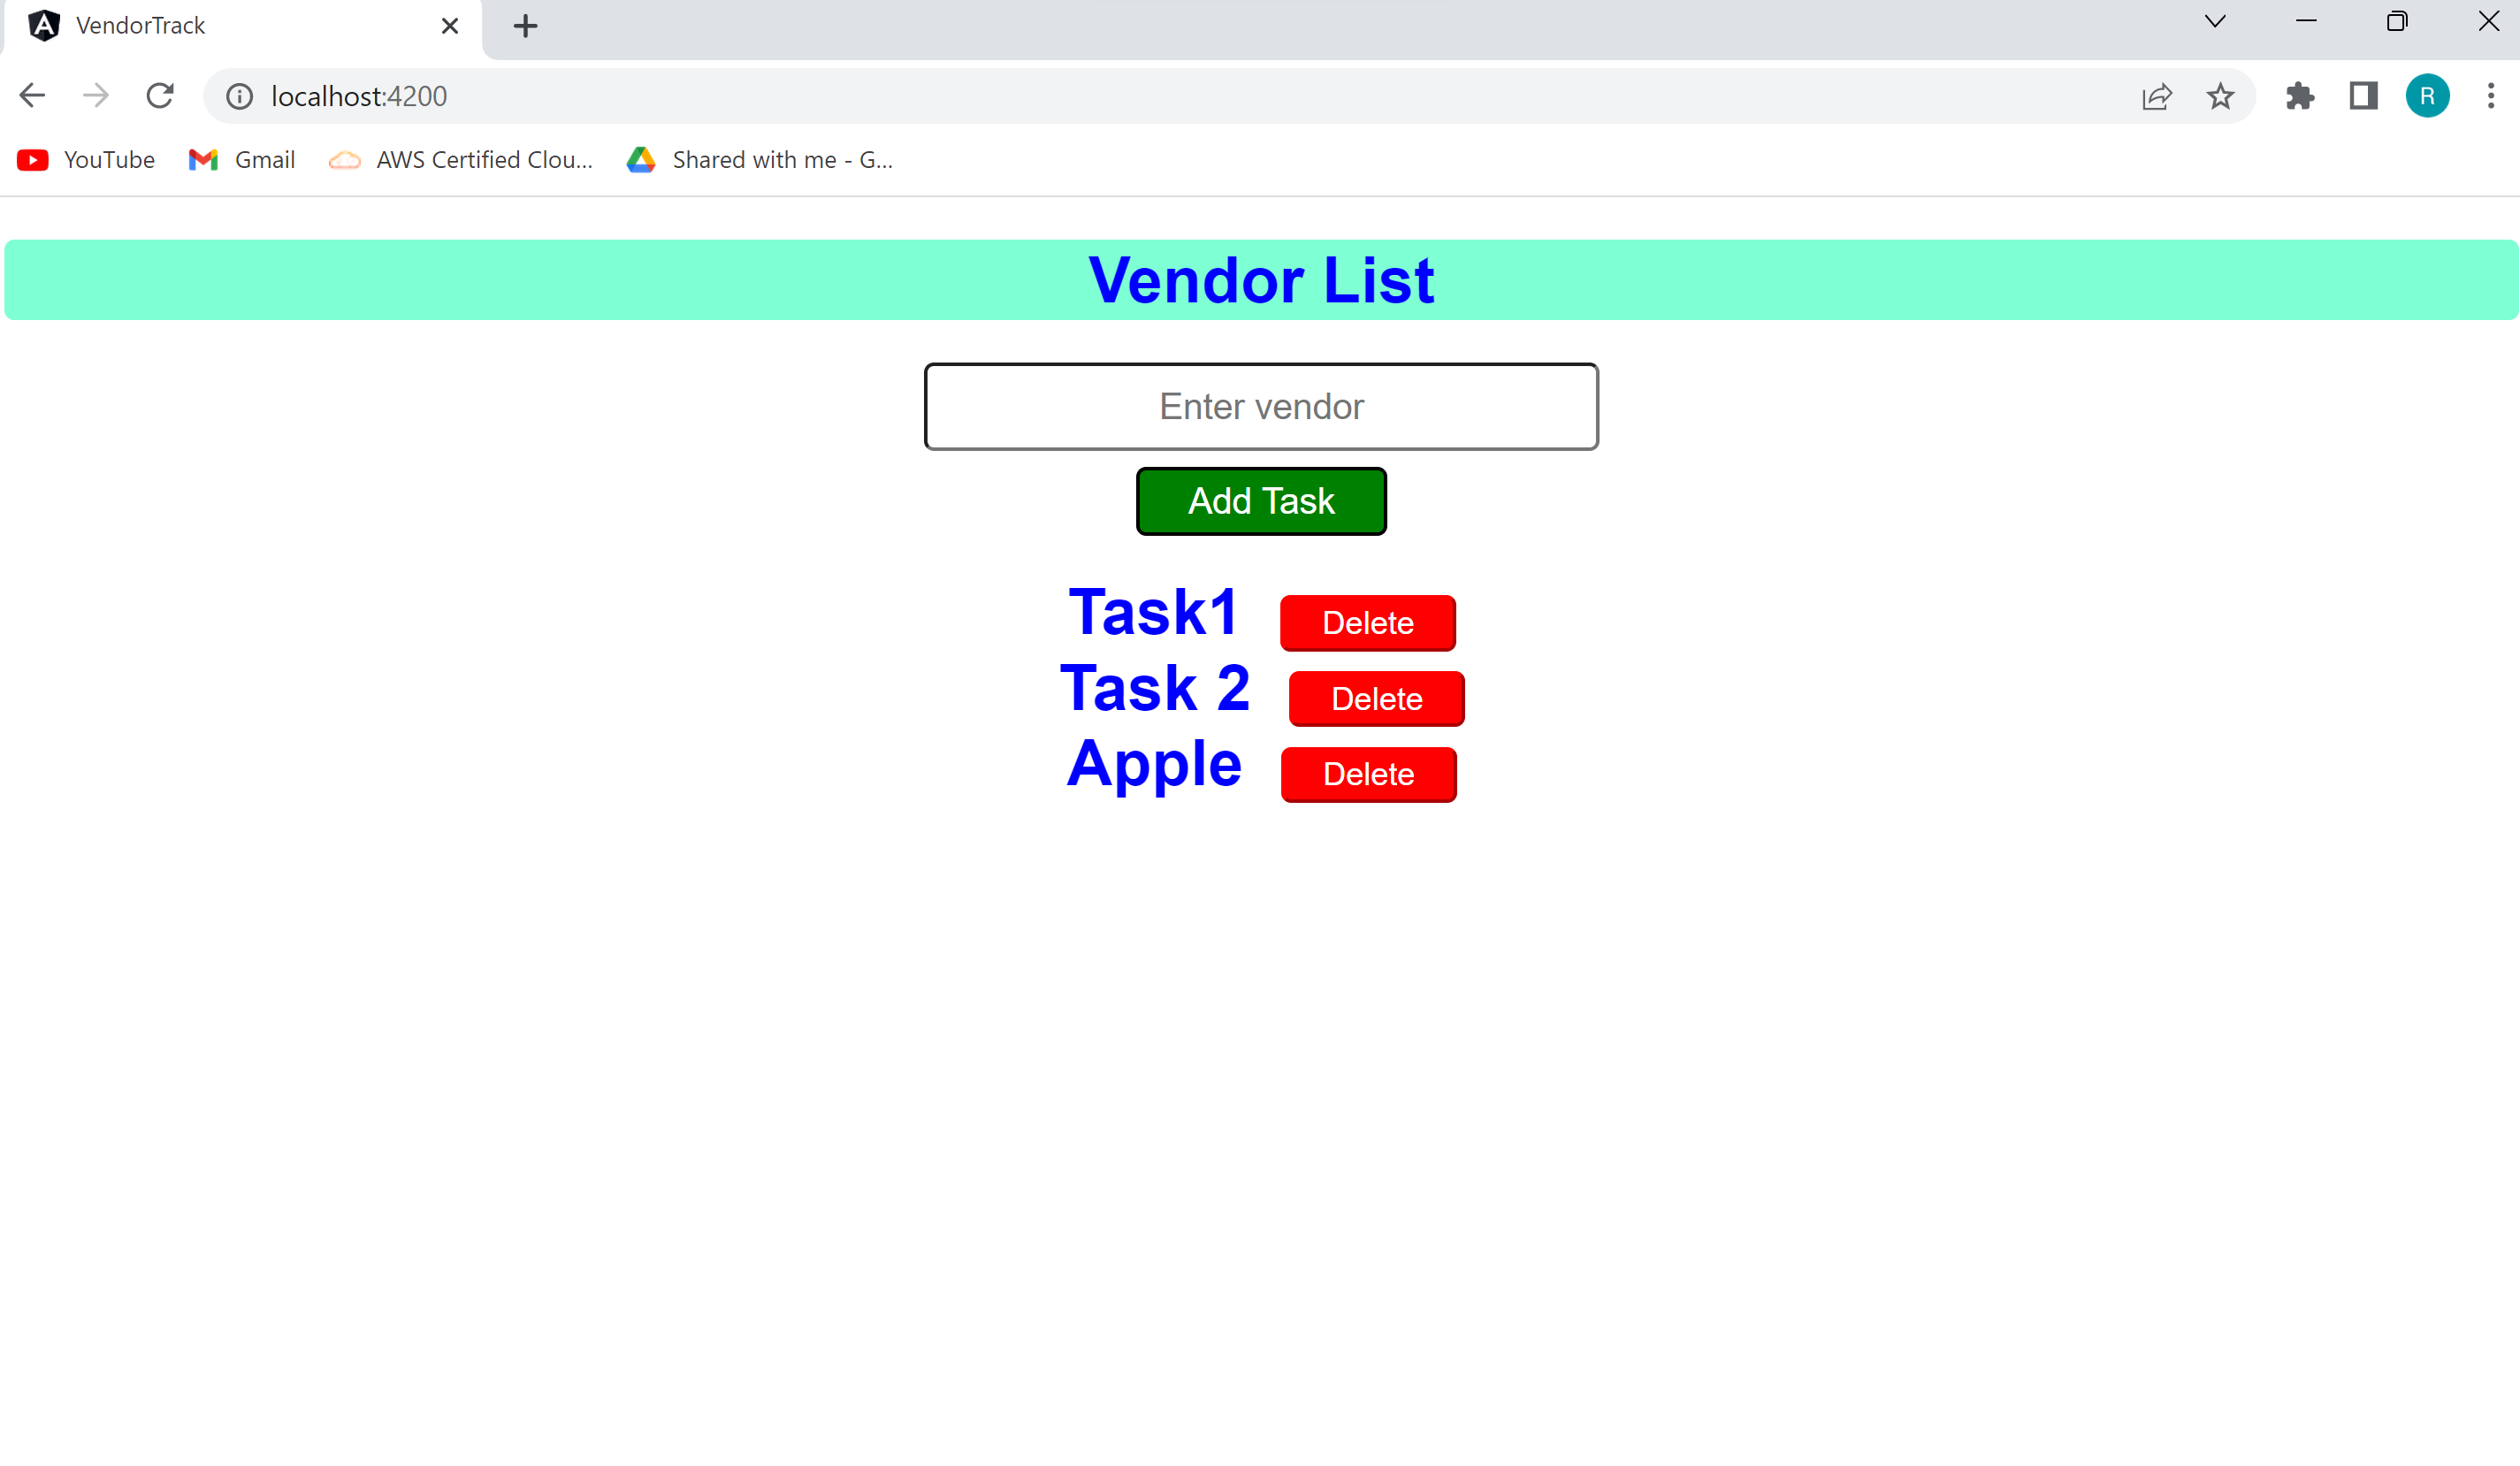 VendorTrack
localhost:4200
R
YouTube Gmail AWS Certified Clou... Shared with me - G...
Vendor List
Enter vendor
Add Task
Task1 Delete
Task 2 Delete
Apple Delete